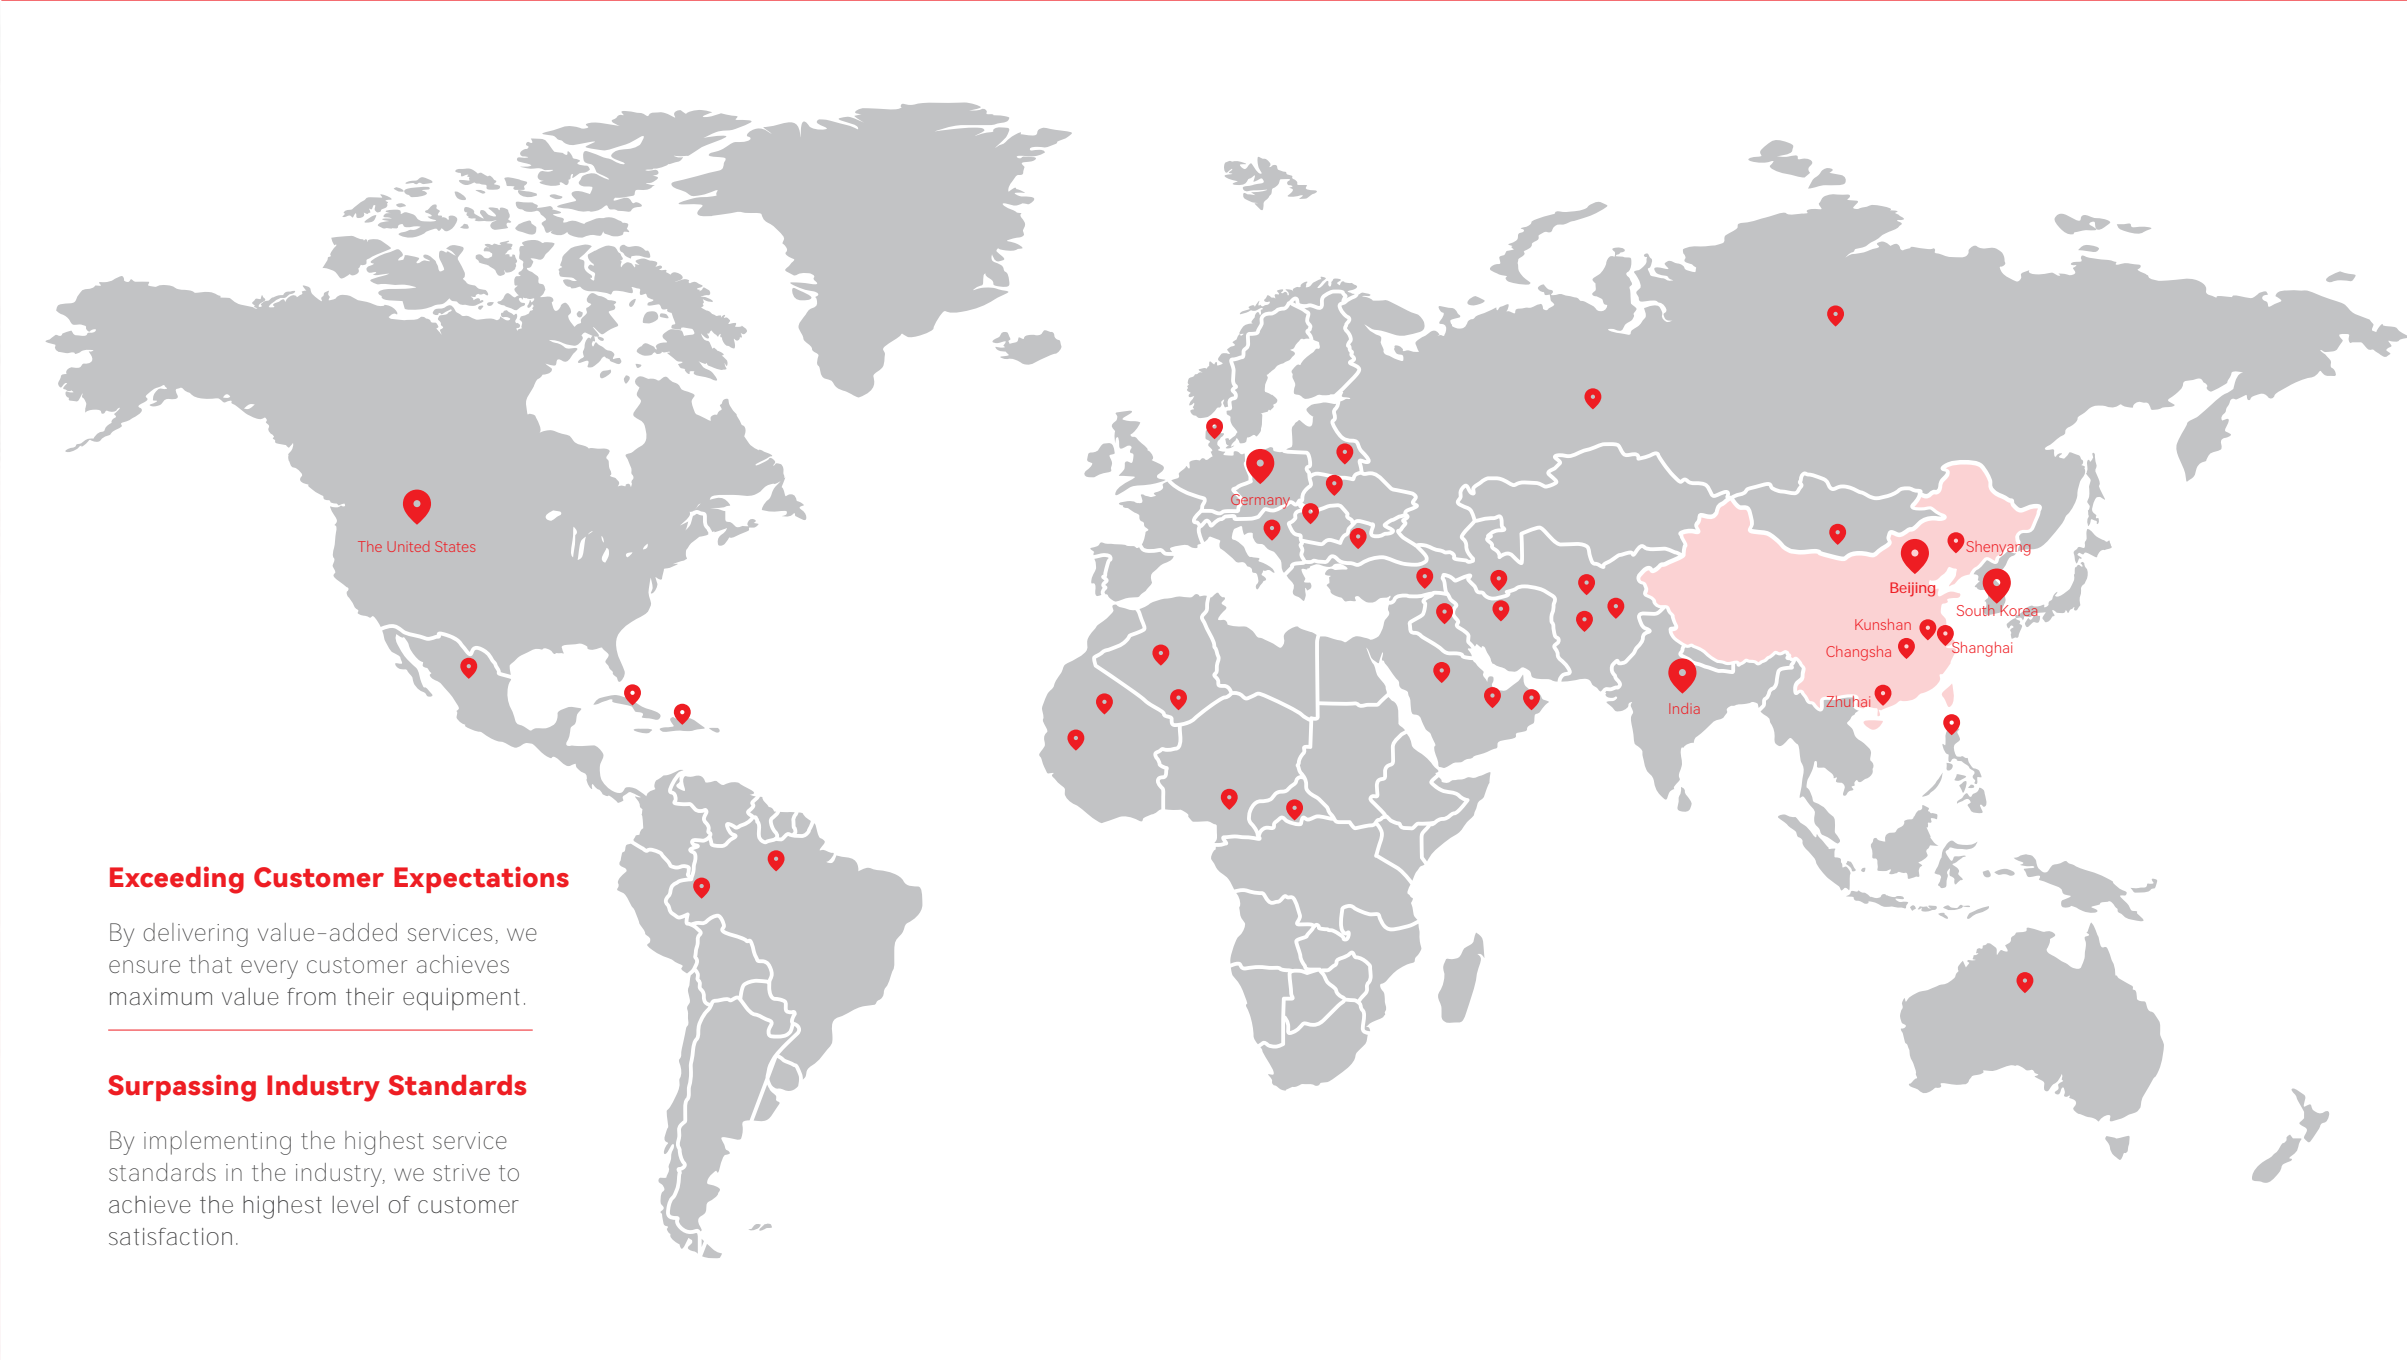 The United States
Germany
Shenyang
Beijing
South Korea
Kunshan
Changsha
Shanghai
Zhuhai
India
Exceeding Customer Expectations
By delivering value-added services, we
ensure that every customer achieves
maximum value from their equipment.
Surpassing Industry Standards
By implementing the highest service
standards in the industry, we strive to
achieve the highest level of customer
satisfaction.